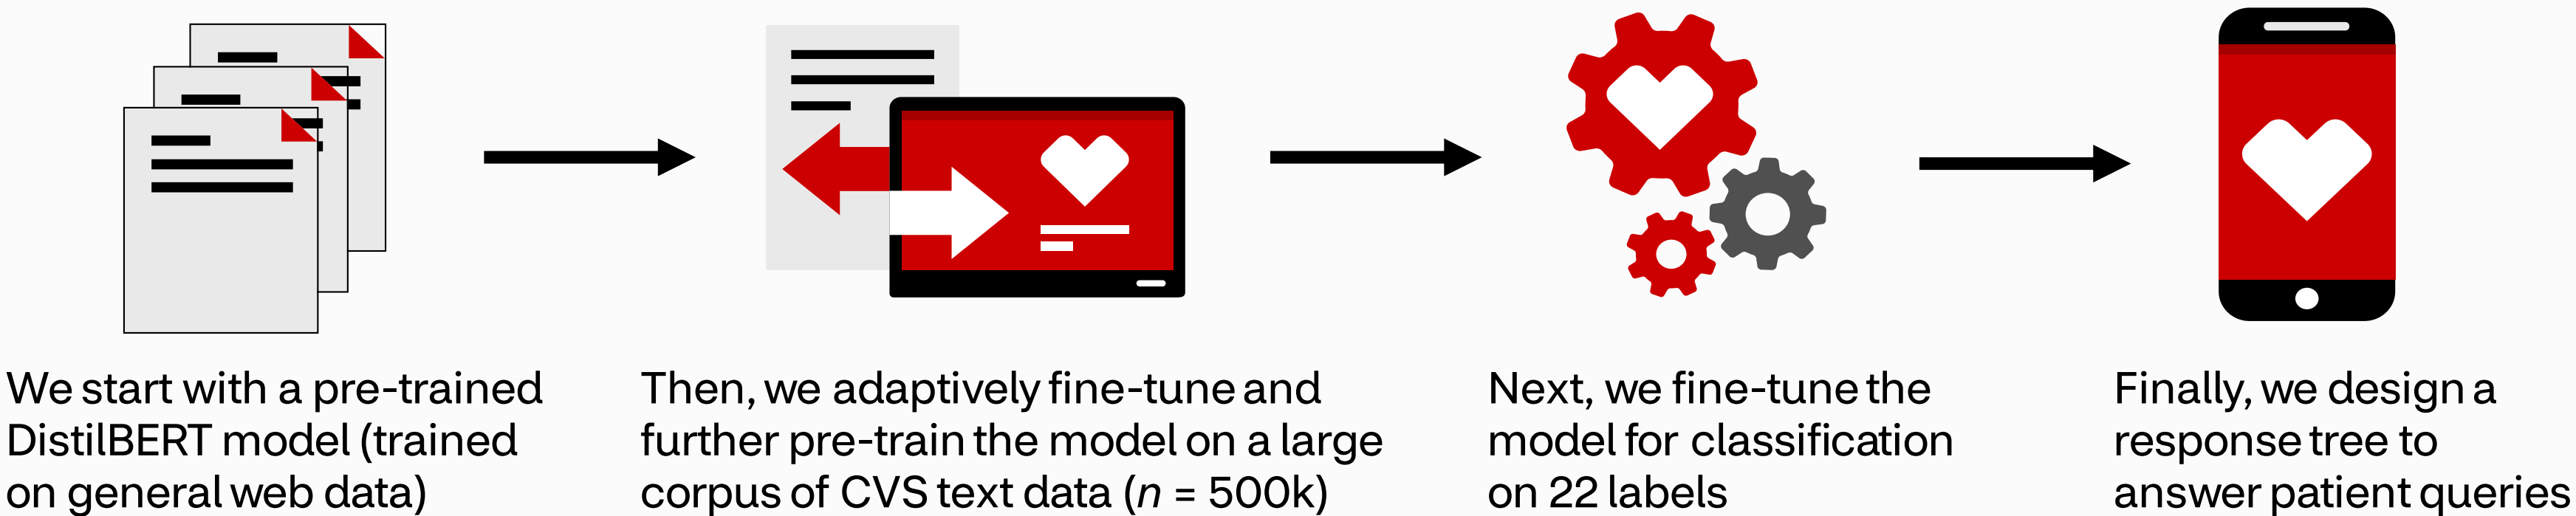 We start with a pre-trained
DistilBERT model (trained
on general web data)
Then, we adaptively fine-tune and
further pre-train the model on a large
corpus of CVS text data (n = 500k)
Next, we fine-tune the
model for classification
on 22 labels
Finally, we design a
response tree to
answer patient queries